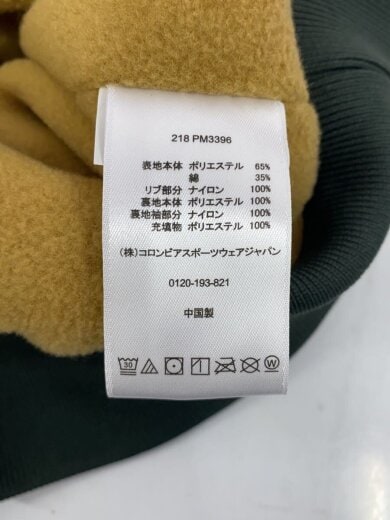 218 PM3396
表地本体 ポリエステル 65%
綿 35%
リブ部分 ナイロン 100%
裏地本体 ポリエステル 100%
裏地袖部分 ナイロン 100%
充填物 ポリエステル 100%
(株)コロンビアスポーツウェアジャパン
0120-193-821
中国製
30 W